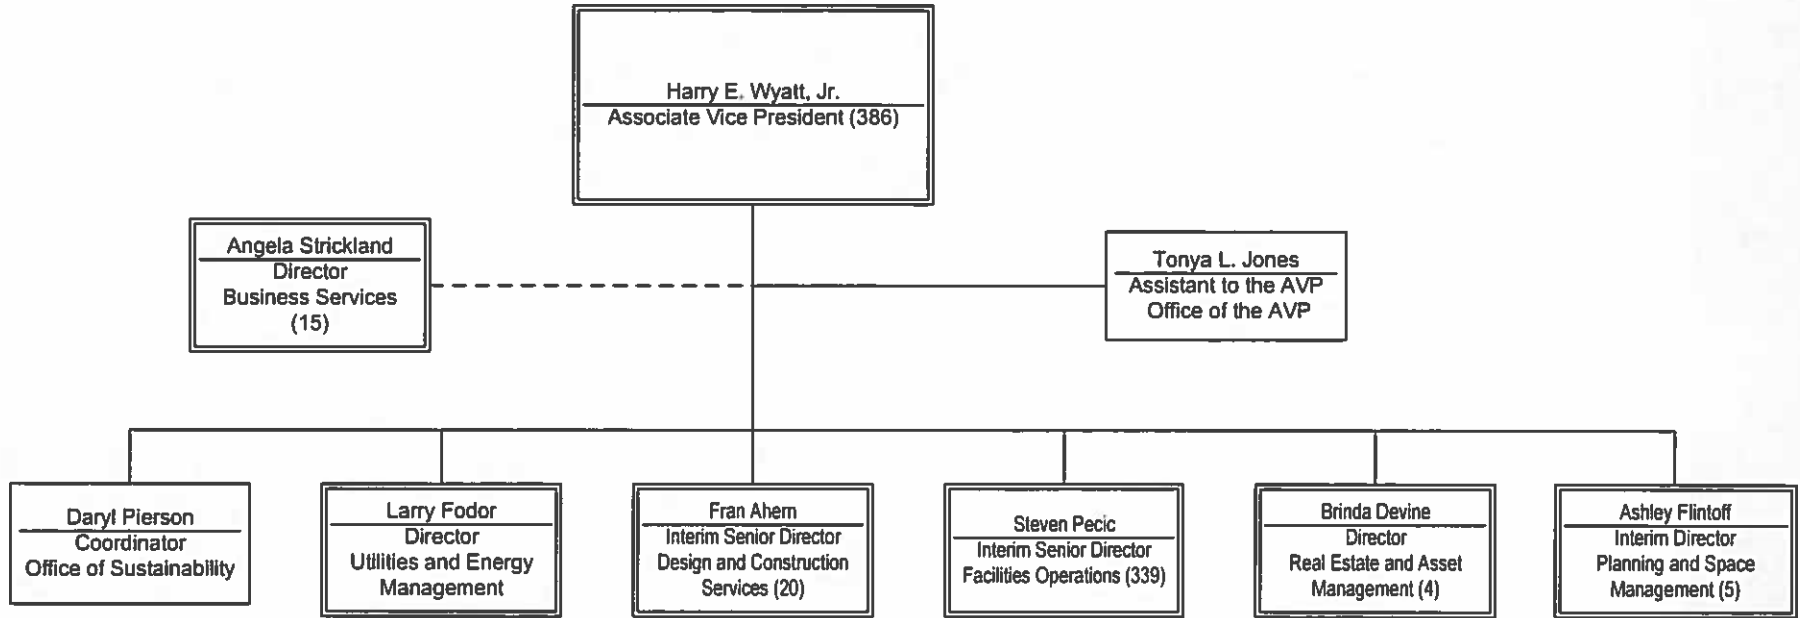 Harry E. Wyatt, Jr.
Associate Vice President (386)
Angela Strickland
Director
Business Services
(15)
Tonya L. Jones
Assistant to the AVP
Office of the AVP
Daryl Pierson
Coordinator
Office of Sustainability
Larry Fodor
Director
Utilities and Energy
Management
Fran Ahern
Interim Senior Director
Design and Construction
Services (20)
Steven Pecic
Interim Senior Director
Facilities Operations (339)
Brinda Devine
Director
Real Estate and Asset
Management (4)
Ashley Flintoff
Interim Director
Planning and Space
Management (5)